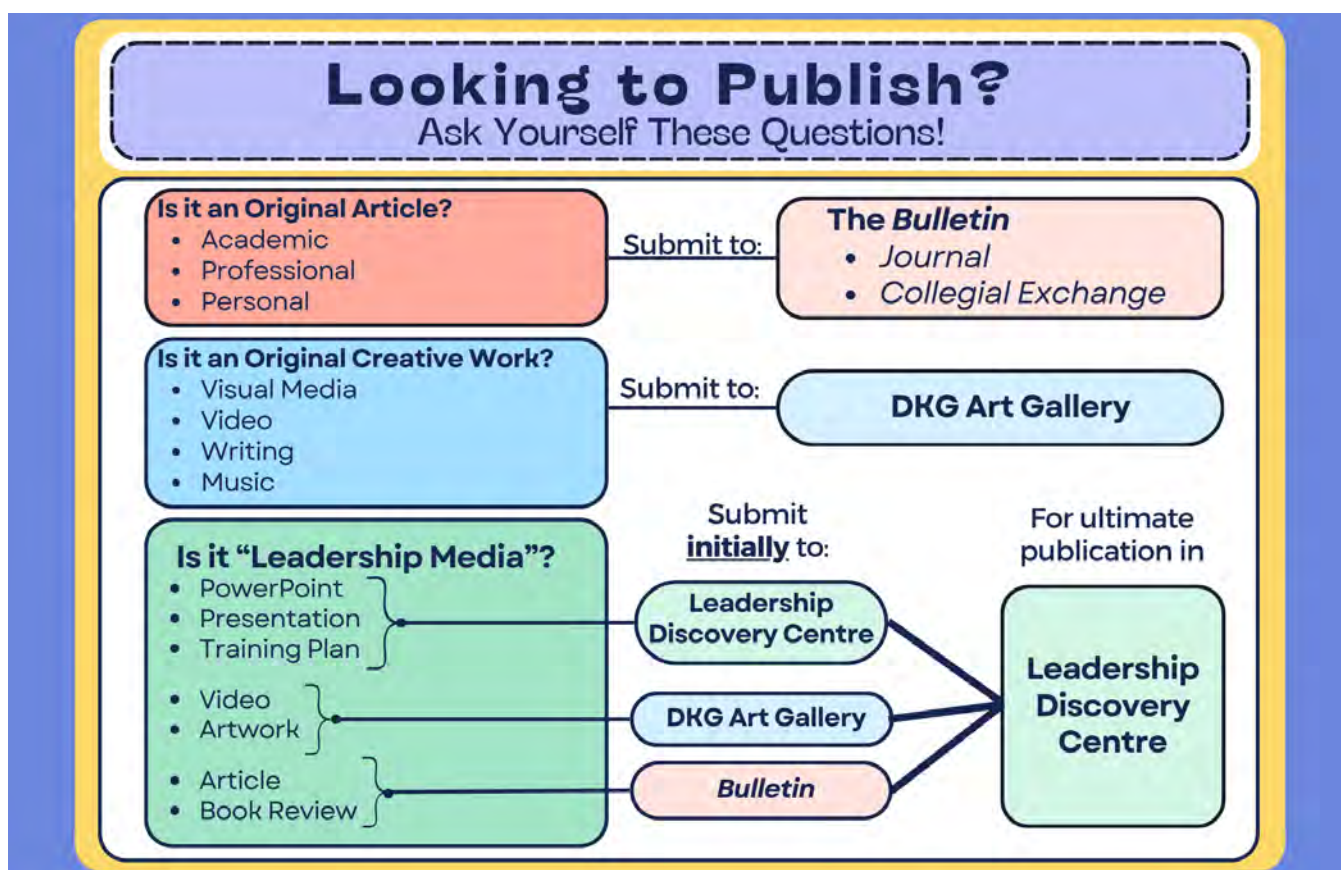 Looking to Publish?
Ask Yourself These Questions!
Is it an Original Article?
• Academic
• Professional
• Personal
Submit to:
The Bulletin
• Journal
• Collegial Exchange
Is it an Original Creative Work?
• Visual Media
• Video
• Writing
• Music
Submit to:
DKG Art Gallery
Is it “Leadership Media”?
• PowerPoint
• Presentation
• Training Plan
• Video
• Artwork
• Article
• Book Review
Submit
initially to:
Leadership
Discovery Centre
DKG Art Gallery
Bulletin
For ultimate
publication in
Leadership
Discovery
Centre